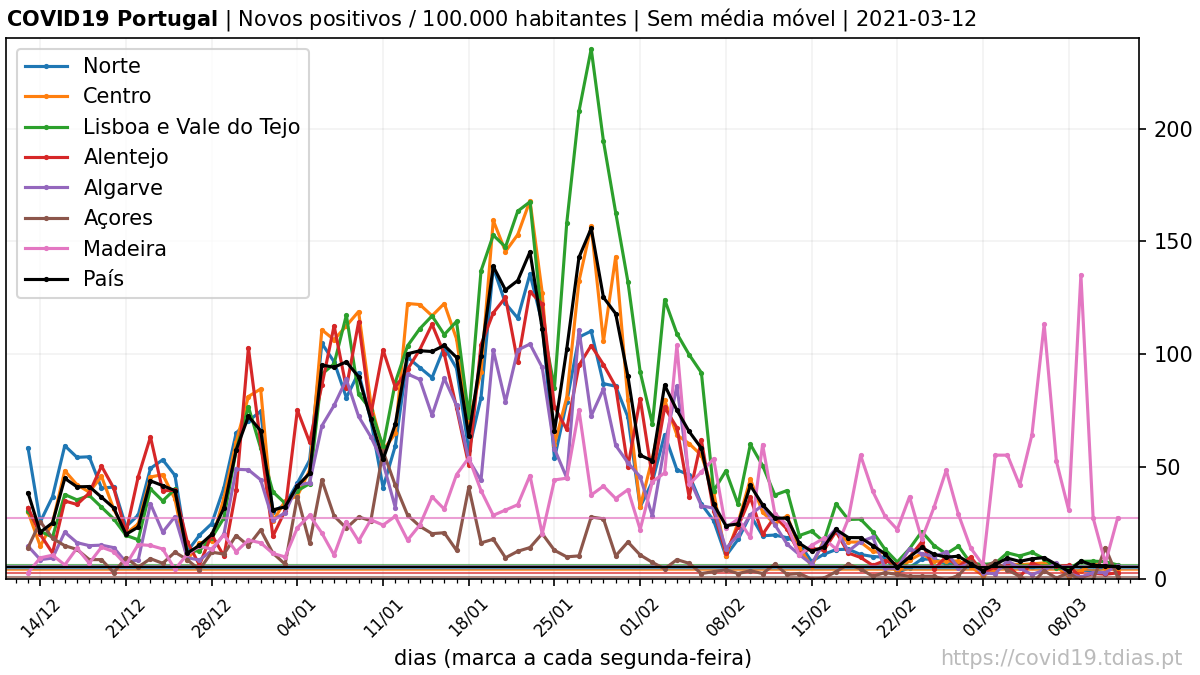 COVID19 Portugal | Novos positivos / 100.000 habitantes | Sem média móvel | 2021-03-12
Norte
Centro
Lisboa e Vale do Tejo
Alentejo
Algarve
Açores
Madeira
País
200
150
100
50
0
14/12
21/12
28/12
04/01
11/01
18/01
25/01
01/02
08/02
15/02
22/02
01/03
08/03
dias (marca a cada segunda-feira)
https://covid19.tdias.pt